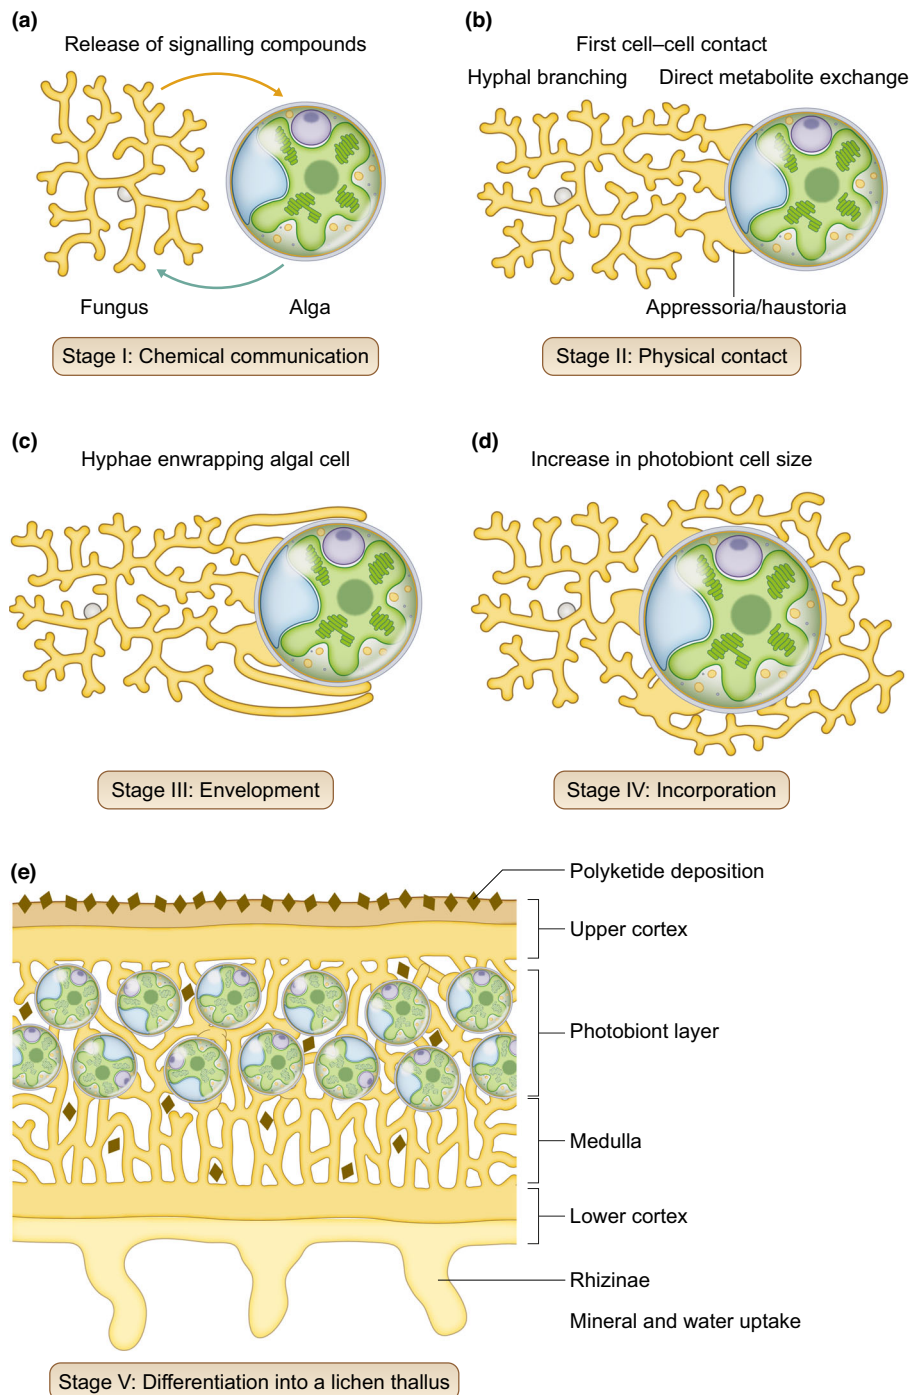 (a)
Release of signalling compounds
Fungus
Alga
Stage I: Chemical communication
(b)
First cell–cell contact
Hyphal branching
Direct metabolite exchange
Appressoria/haustoria
Stage II: Physical contact
(c)
Hyphae enwrapping algal cell
Stage III: Envelopment
(d)
Increase in photobiont cell size
Stage IV: Incorporation
(e)
Polyketide deposition
Upper cortex
Photobiont layer
Medulla
Lower cortex
Rhizinae
Mineral and water uptake
Stage V: Differentiation into a lichen thallus